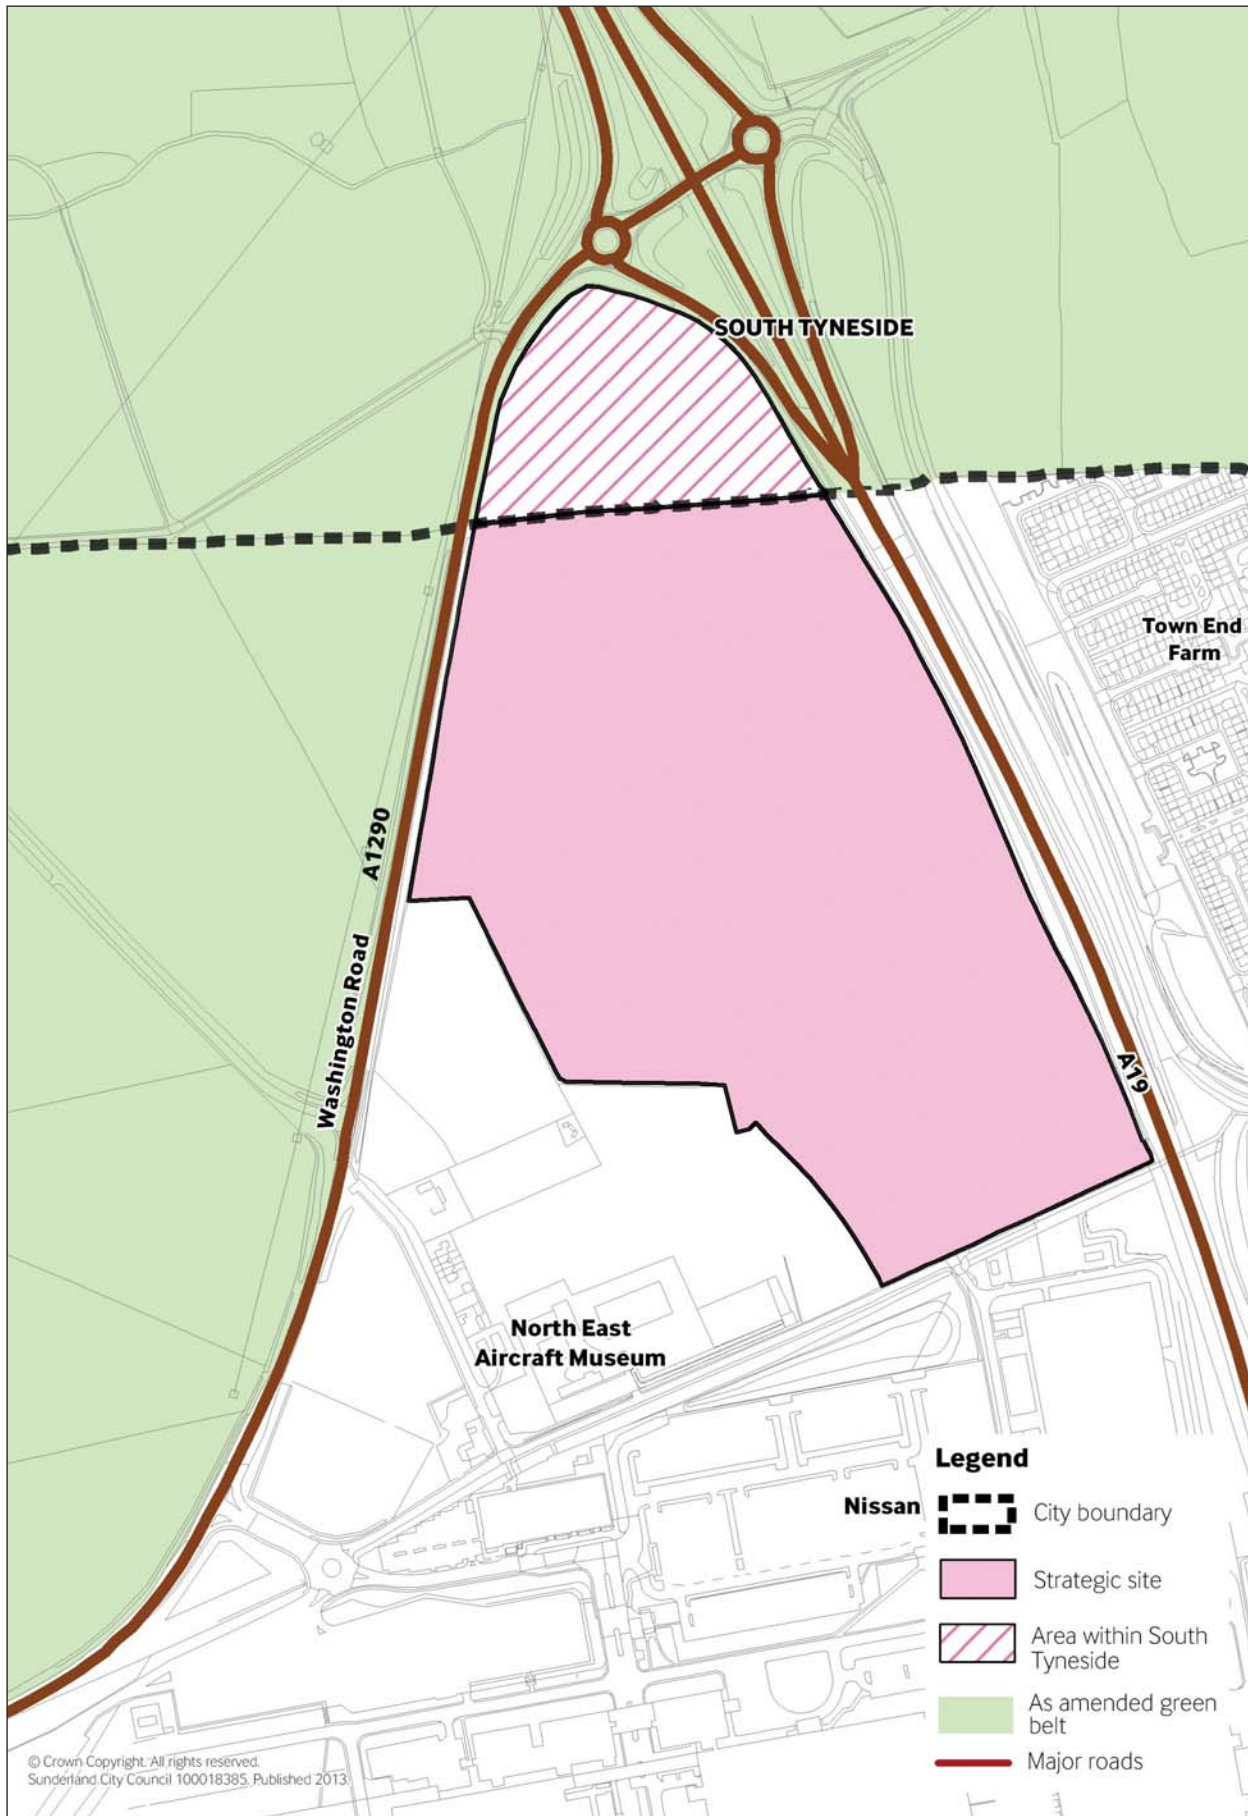 SOUTH TYNESIDE
Town End
Farm
A1290
Washington Road
A19
North East
Aircraft Museum
Nissan
Legend
City boundary
Strategic site
Area within South
Tyneside
As amended green
belt
Major roads
© Crown Copyright. All rights reserved.
Sunderland City Council 100018385. Published 2013.